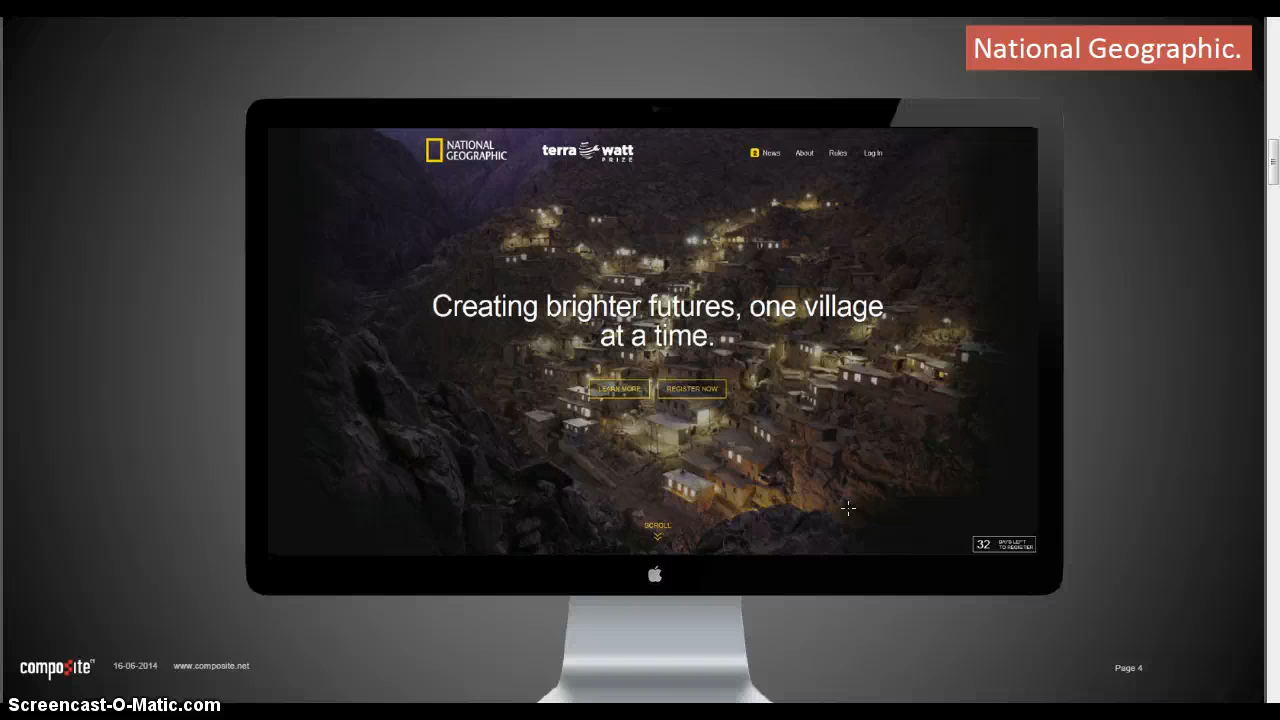 National Geographic.
NATIONAL
GEOGRAPHIC
terra watt
PRIZE
2 News About Rules Log In
Creating brighter futures, one village
at a time.
LEARN MORE REGISTER NOW
SCROLL
32 DAYS LEFT
TO REGISTER
composite 16-06-2014 www.composite.net
Page 4
Screencast-O-Matic.com